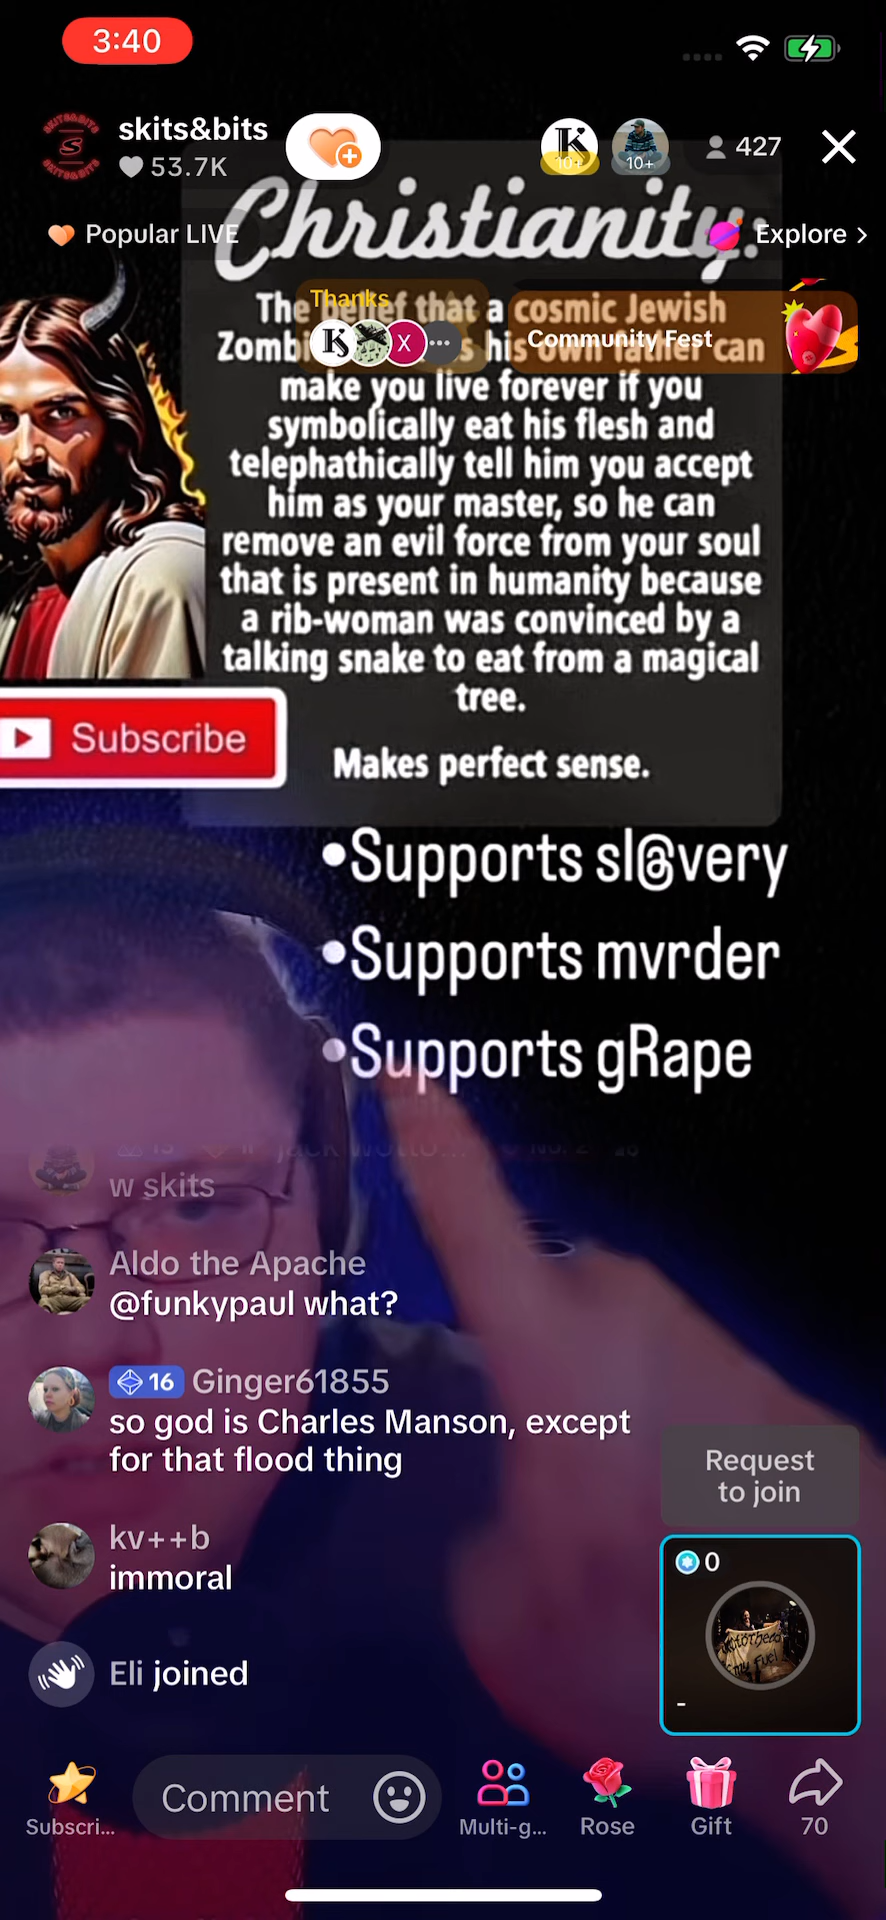 3:40
skits&bits
53.7K
10+
10+
427
Popular LIVE
Explore >
Christianity:
Thanks
The belief that a cosmic Jewish
Community Fest
his own father can
make you live forever if you
symbolically eat his flesh and
telephathically tell him you accept
him as your master, so he can
remove an evil force from your soul
that is present in humanity because
a rib-woman was convinced by a
talking snake to eat from a magical
tree.
Subscribe
Makes perfect sense.
•Supports sl@very
•Supports mvrder
•Supports gRape
w skits
Aldo the Apache
@funkypaul what?
16 Ginger61855
so god is Charles Manson, except
for that flood thing
kv++b
immoral
Eli joined
Request
to join
0
-
Comment
Subscri...
Multi-g...
Rose
Gift
70